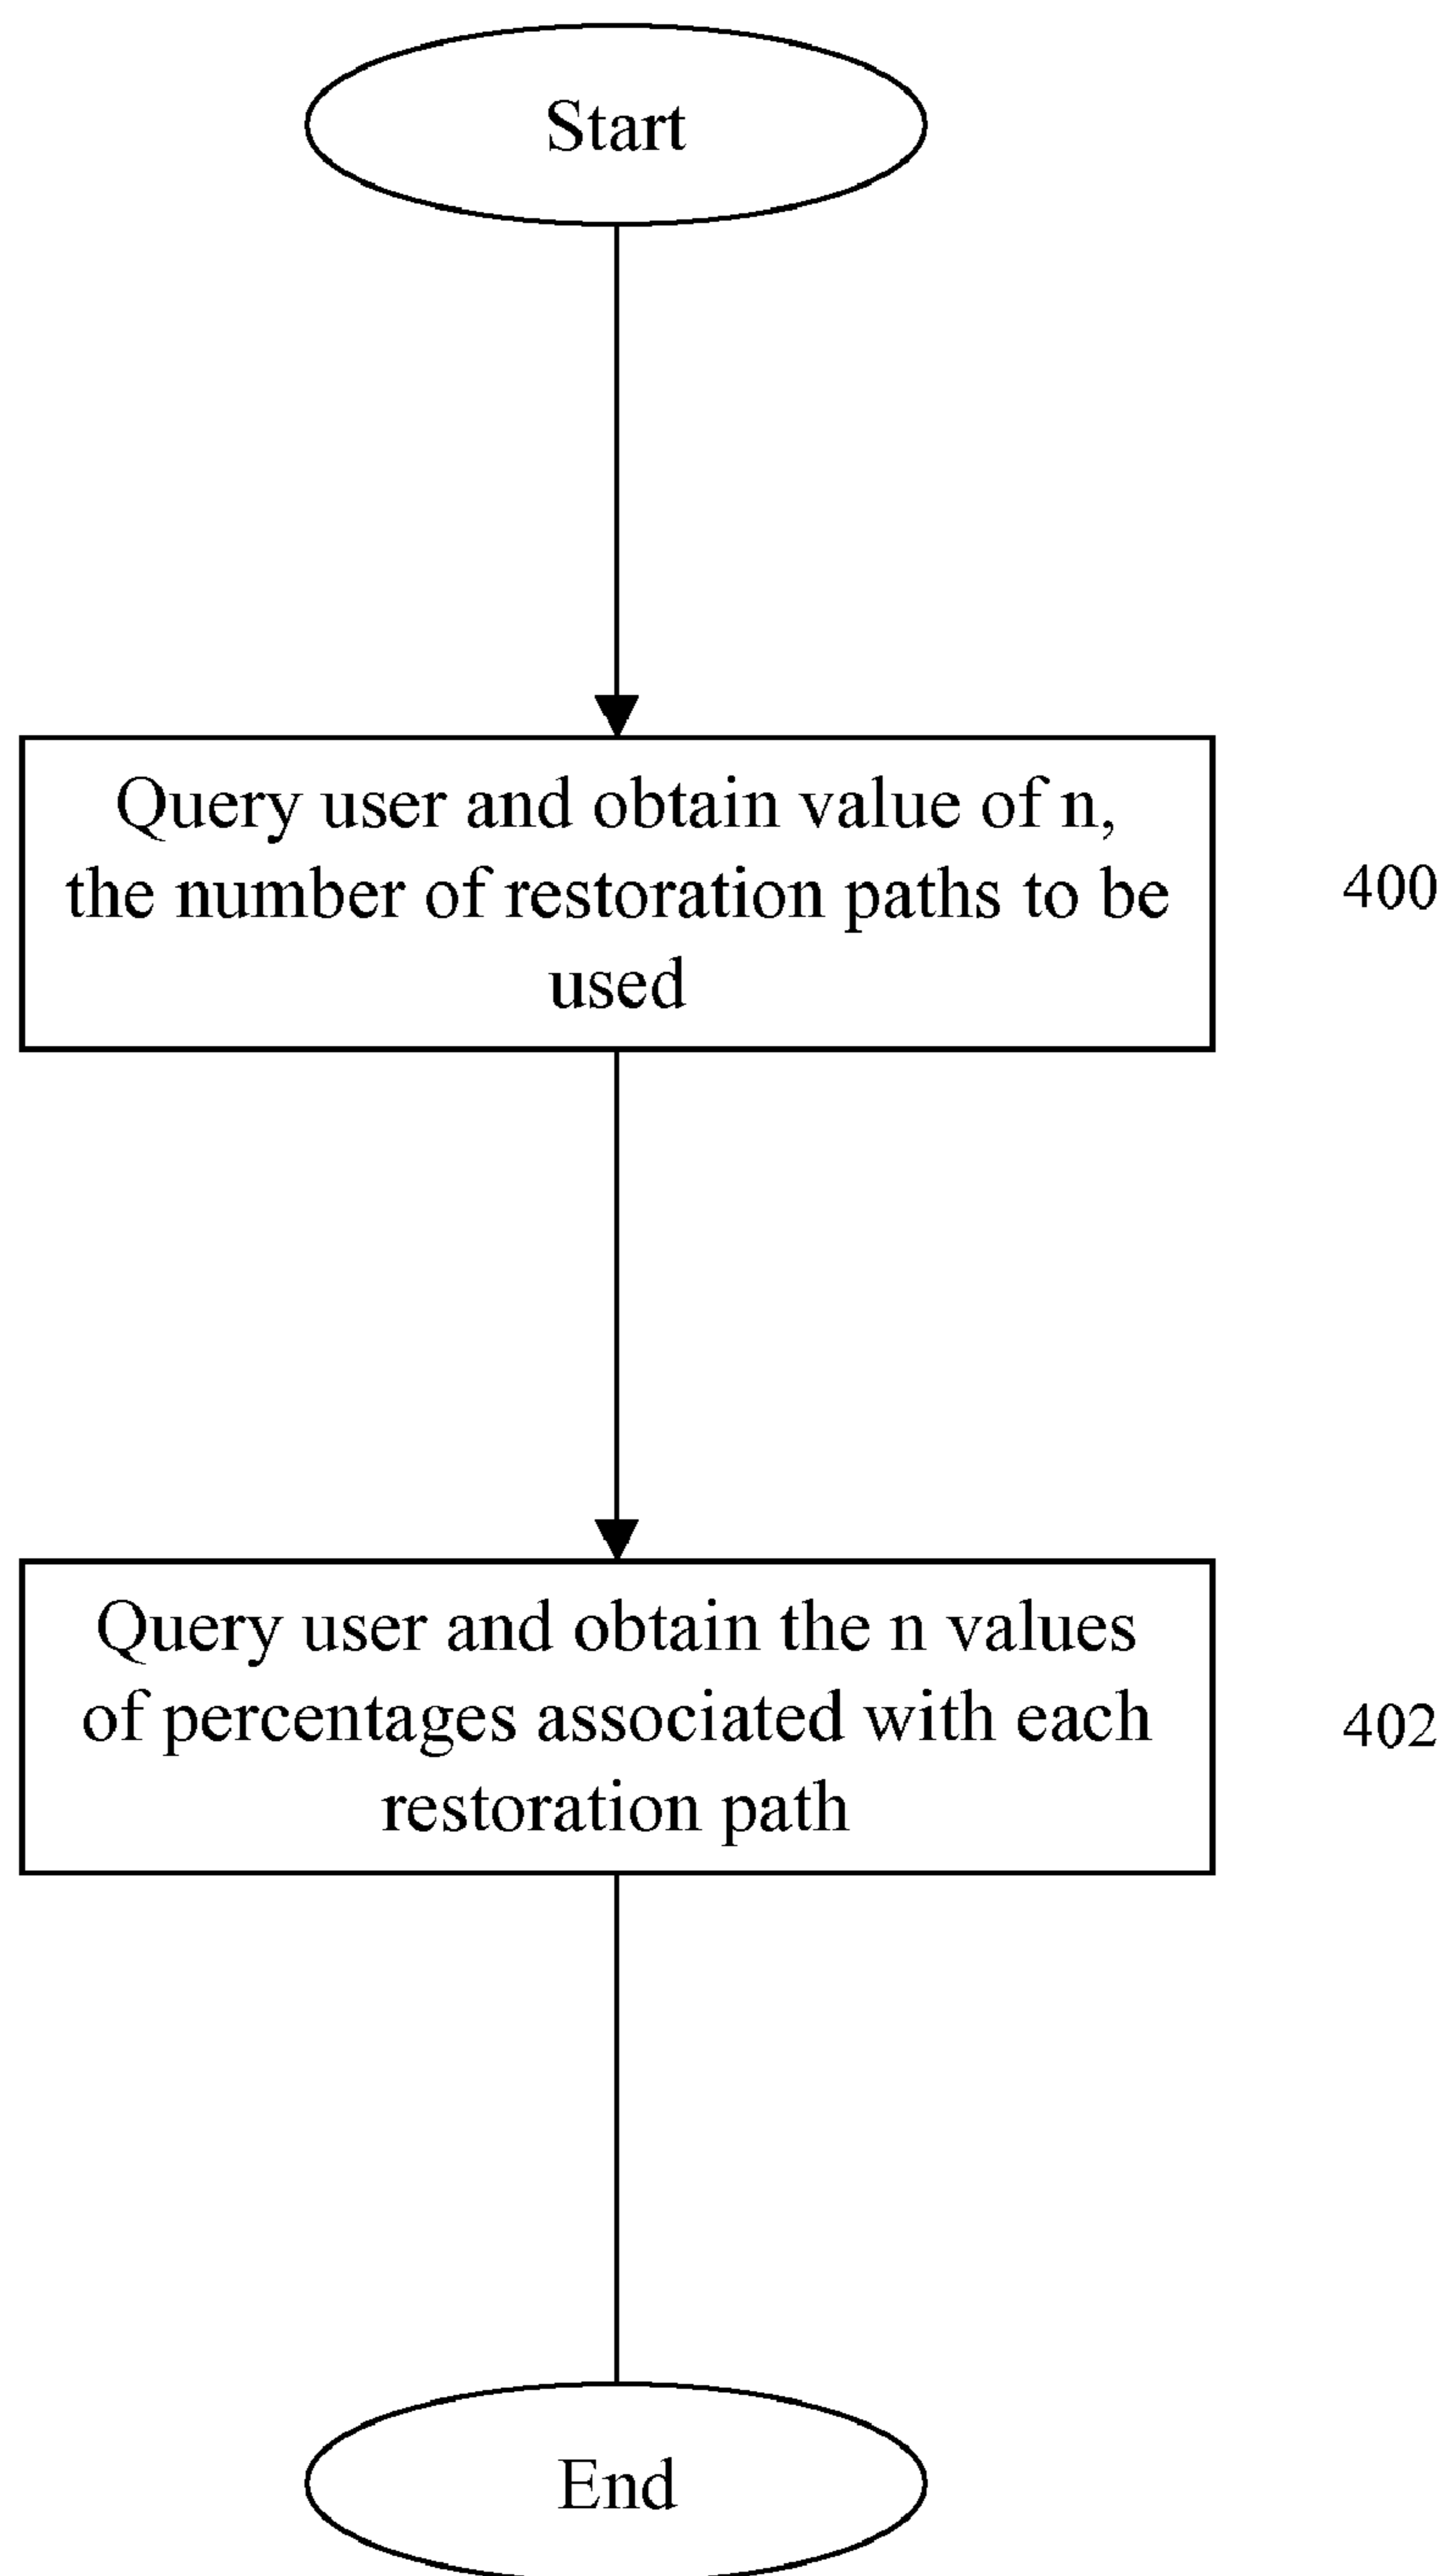 Start
Query user and obtain value of n,
the number of restoration paths to be
used
400
Query user and obtain the n values
of percentages associated with each
restoration path
402
End